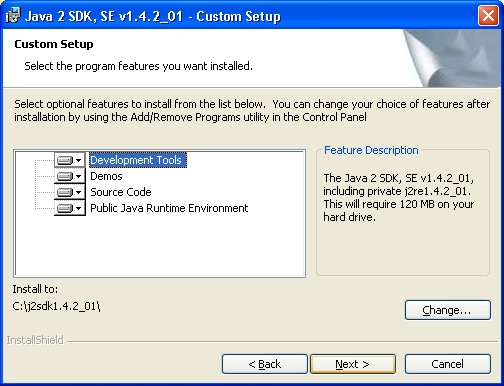 Java 2 SDK, SE v1.4.2_01 - Custom Setup
Custom Setup
Select the program features you want installed.
Select optional features to install from the list below. You can change your choice of features after
installation by using the Add/Remove Programs utility in the Control Panel
Development Tools
Demos
Source Code
Public Java Runtime Environment
Feature Description
The Java 2 SDK, SE v1.4.2_01,
including private j2re1.4.2_01.
This will require 120 MB on your
hard drive.
Install to:
C:\j2sdk1.4.2_01\
Change...
InstallShield
< Back
Next >
Cancel